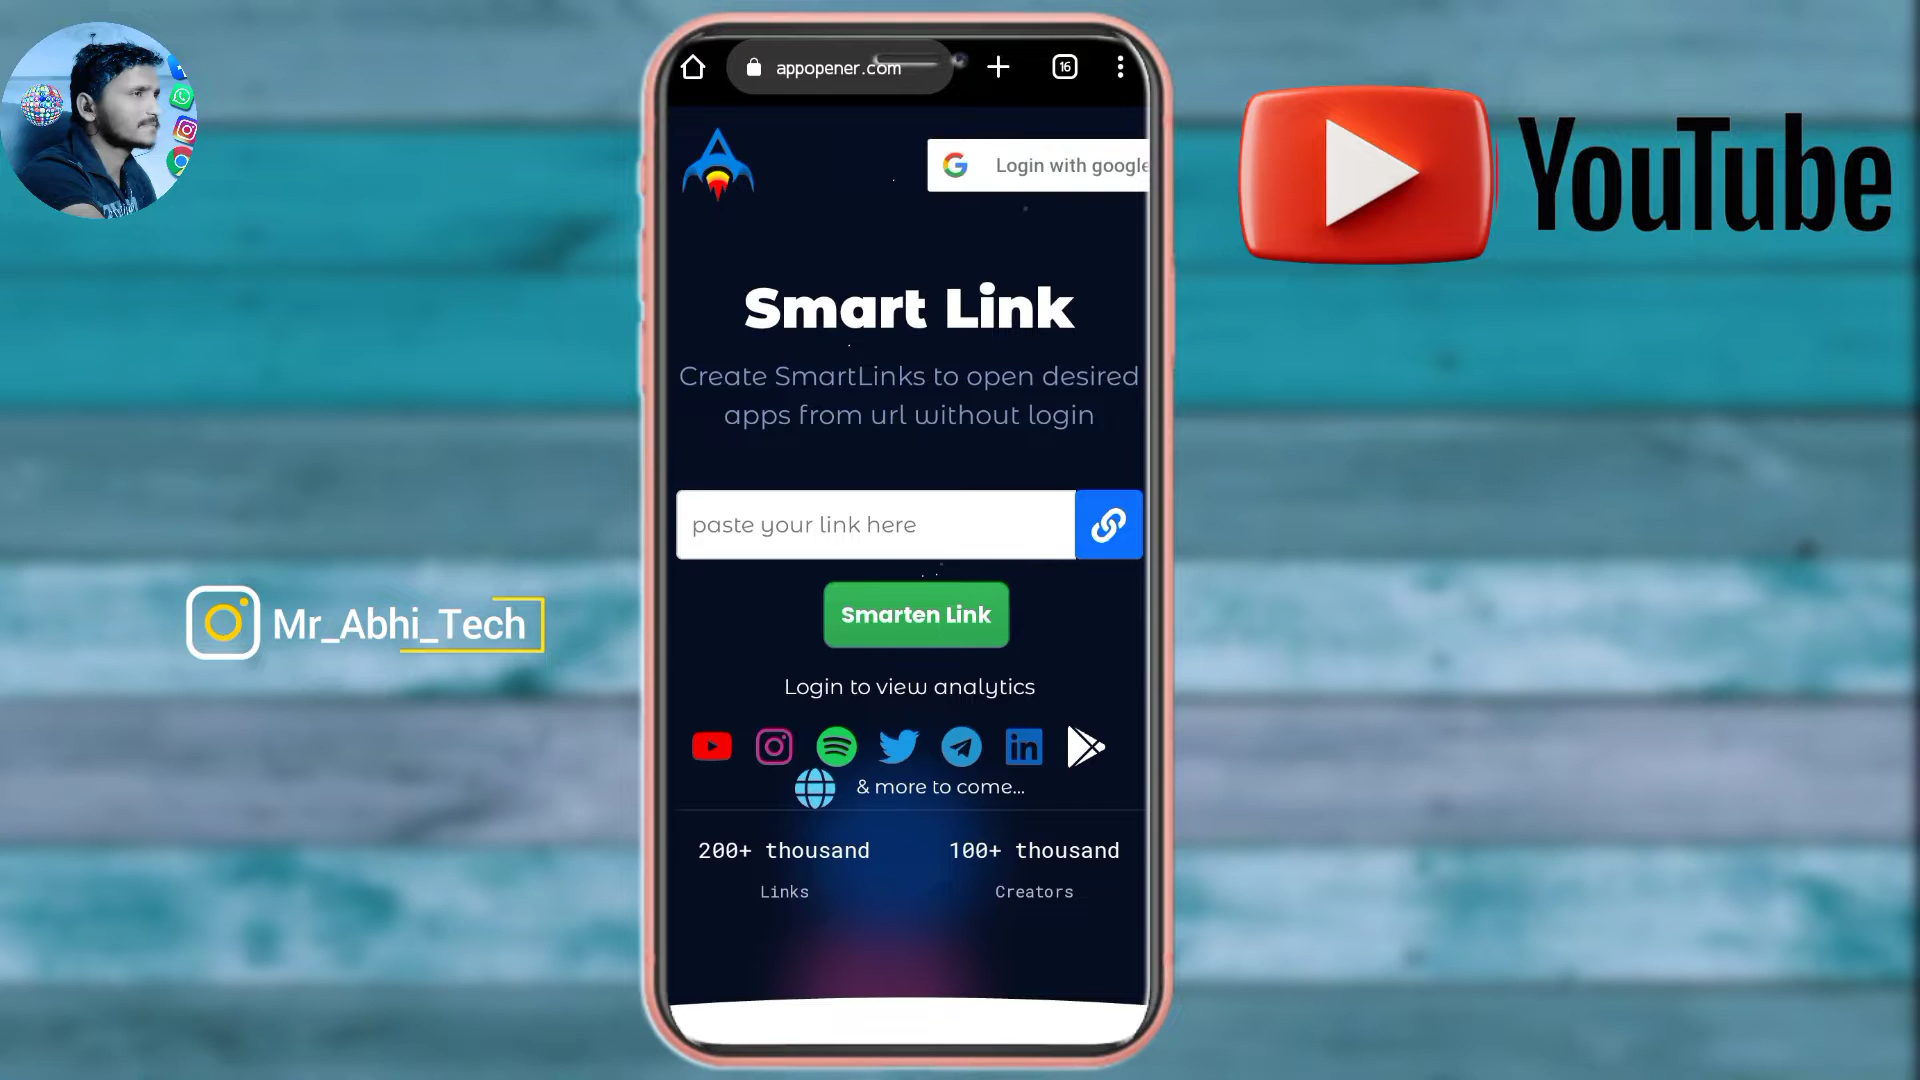 appopener.com
16
Login with google
YouTube
Smart Link
Create SmartLinks to open desired
apps from url without login
paste your link here
Smarten Link
Mr_Abhi_Tech
Login to view analytics
& more to come...
200+ thousand
100+ thousand
Links
Creators